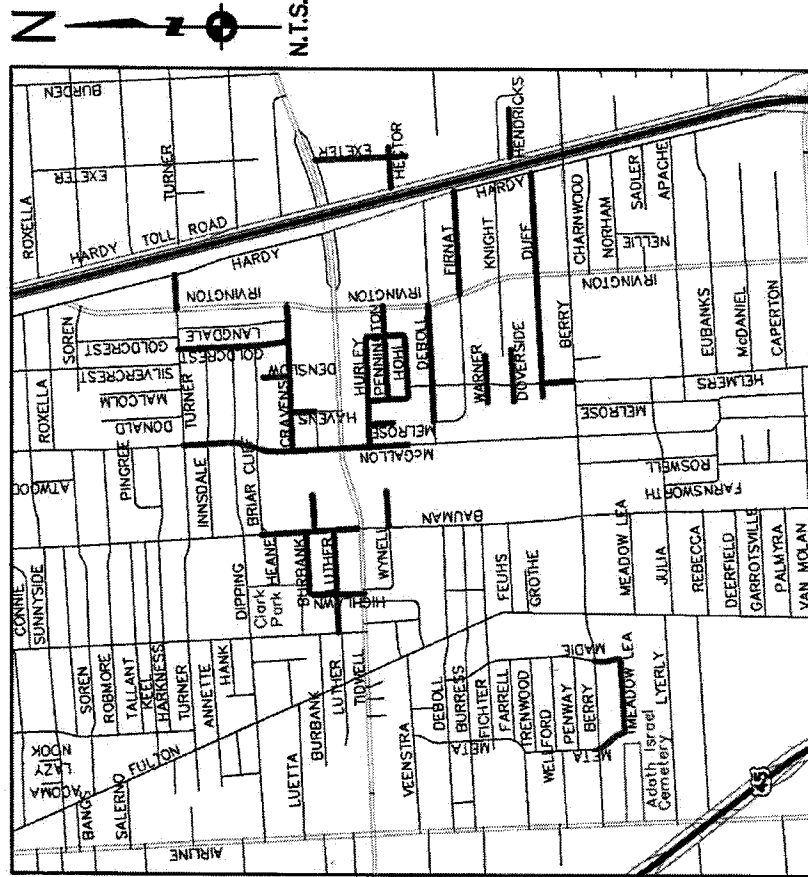 N
Z
N.T.S.
BURDEN
ROXELLA
EXETER
TURNER
EXETER
HECTOR
HENDRICKS
HARDY TOLL ROAD
HARDY
HARDY
IRVINGTON
IRVINGTON
IRVINGTON
FIRNAT
KNIGHT
DUFF
CHARNWOOD
NORHAM
NELLIE
SADLER
APACHE
SOREN
GOLDCREST
LANGDALE
GOLDCREST
SILVERCREST
MALCOLM
DONALD
TURNER
ROXELLA
DENSLOW
CRAVENS
HAVENS
HURLEY
PENNINGTON
HOHL
DEBOLL
MELROSE
WARNER
DOVERSIDE
BERRY
EUBANKS
McDANIEL
CAPERTON
HELMERS
MELROSE
McGALLON
ATWOOD
PINGREE
INNSDALE
BRIAR CLIFF
ROSWELL
FARNSWORTH
BAUMAN
CONNIE
SUNNYSIDE
DIPPING
Clark
Park
HEANEY
BURBANK
LUTHER
HIGHLAWN
WYNELL
FEUHS
GROTHE
MEADOW LEA
JULIA
REBECCA
DEERFIELD
GARROTSVILLE
PALMYRA
VAN MOLAN
SOREN
ROBMORE
TALLANT
KEEL
HARKNESS
TURNER
ANNETTE
HANK
BURBANK
LUTHER
TIDWELL
LUETTA
VEENSTRA
DEBOLL
BURRESS
FICHTER
FARRELL
TRENWOOD
WELLFORD
PENWAY
BERRY
MADIE
MEADOW LEA
LYERLY
META
META
Adath Israel
Cemetery
NOOK
LAZY
ACOMA
BANGS
SALERNO
FULTON
AIRLINE
45